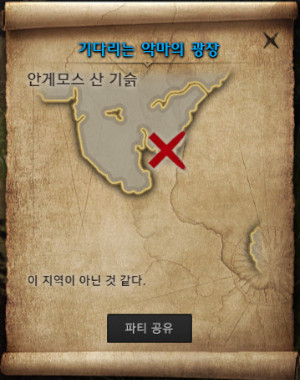 기다리는 악마의 광상
안게모스 산 기슭
이 지역이 아닌 것 같다.
파티 공유